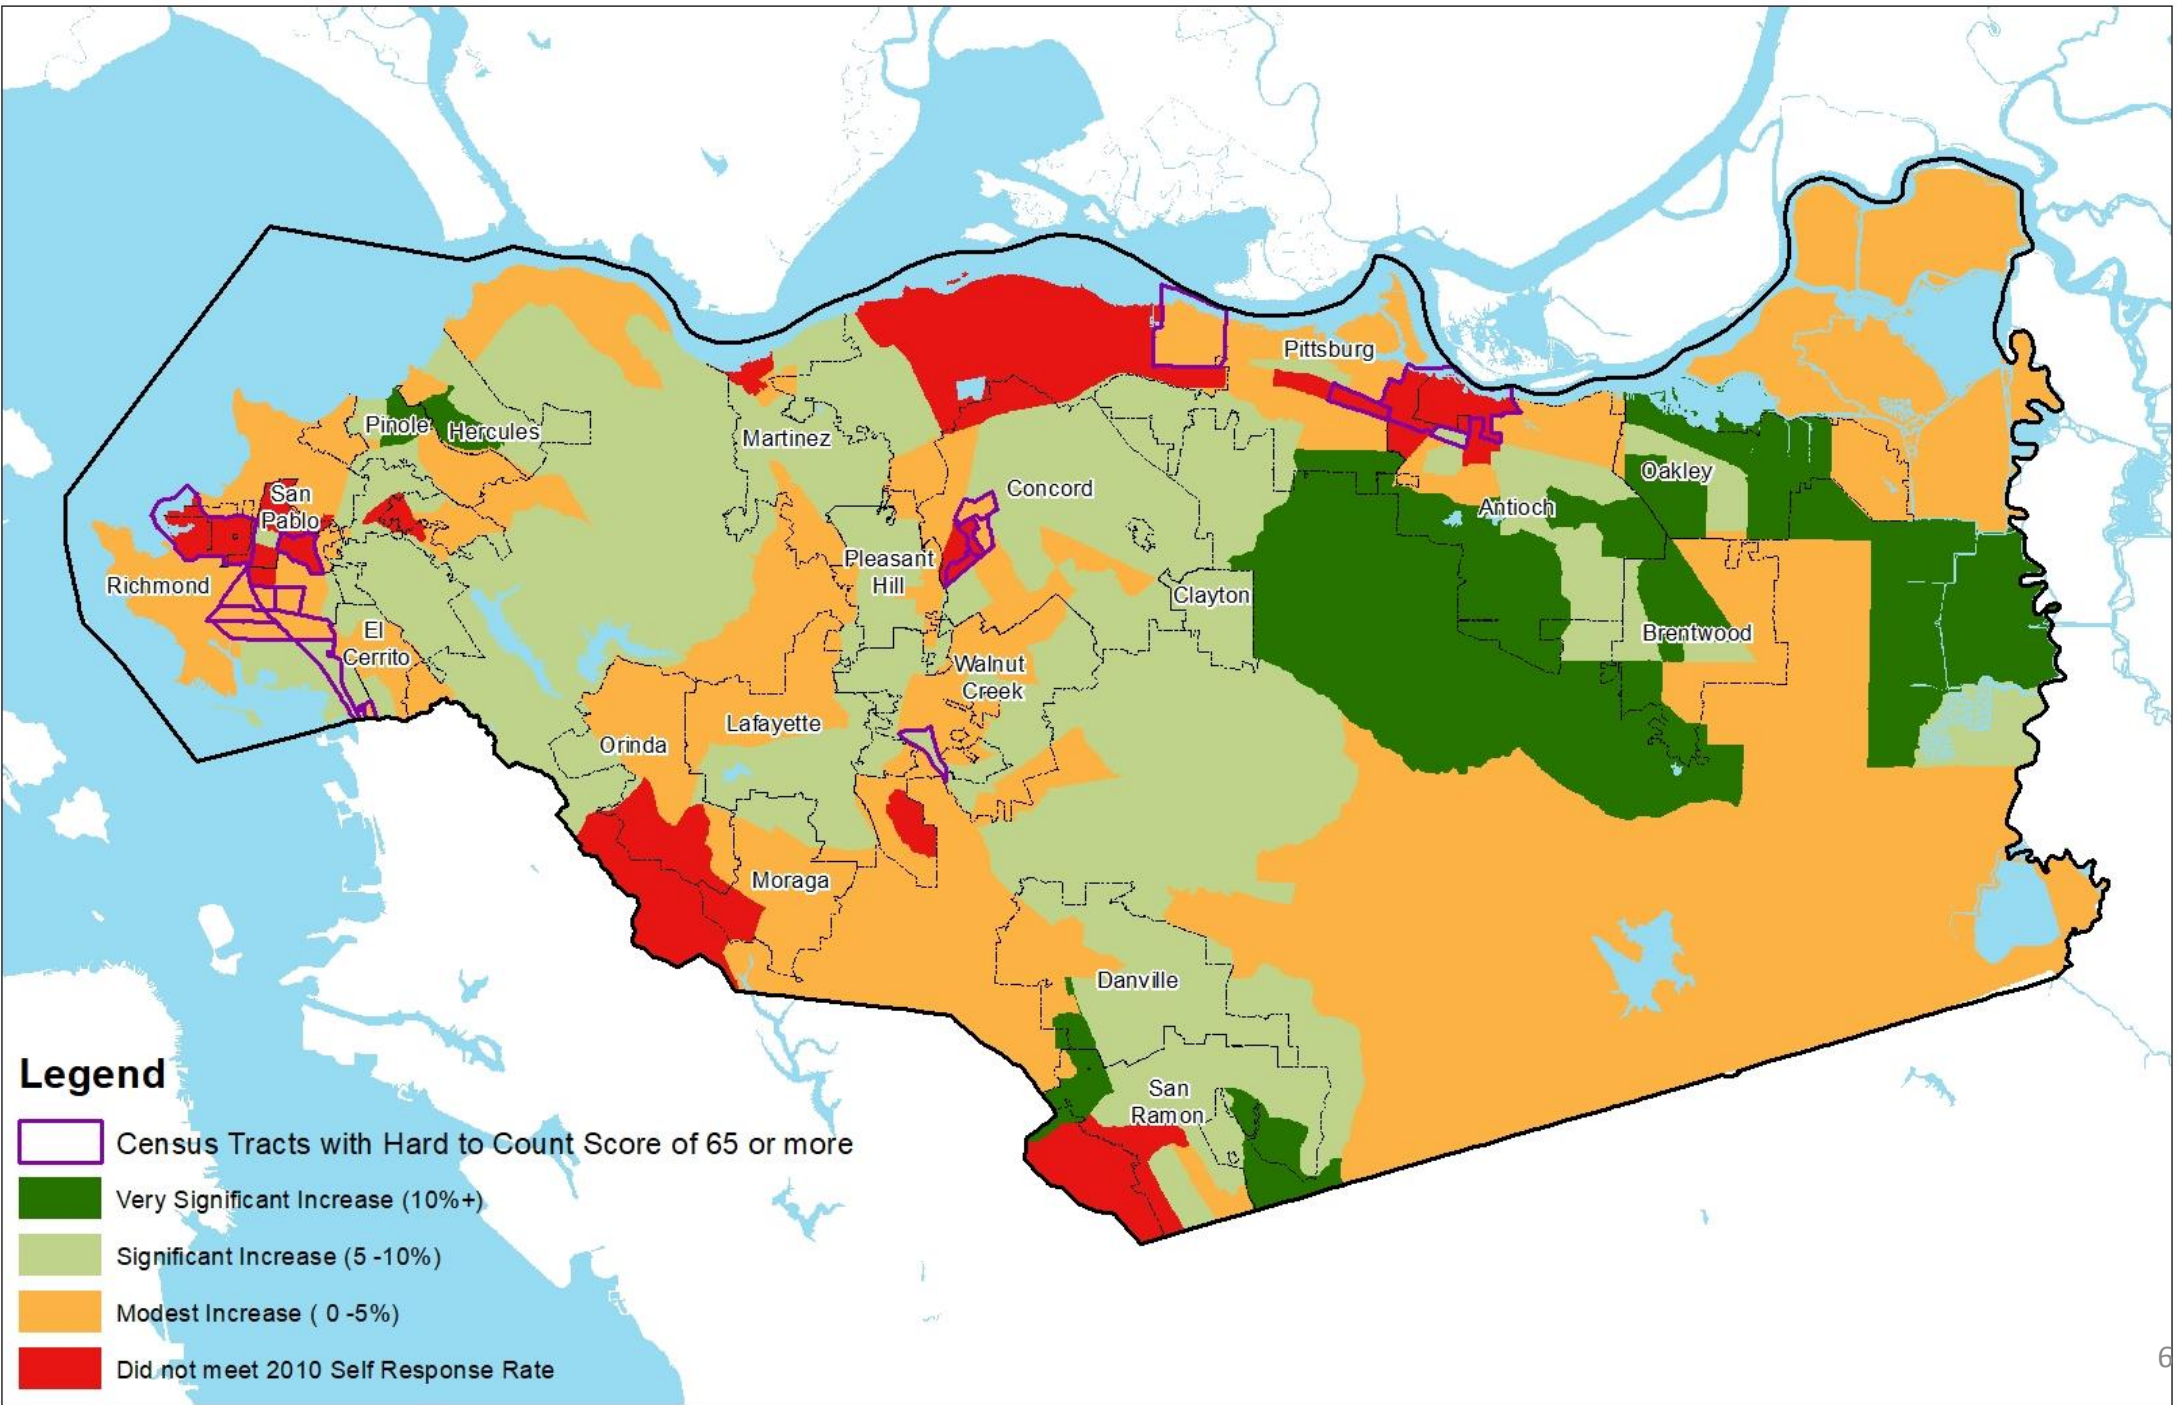 Pittsburg
Pinole
Hercules
Martinez
Oakley
San
Pablo
Concord
Antioch
Richmond
Pleasant
Hill
Clayton
El
Cerrito
Brentwood
Walnut
Creek
Lafayette
Orinda
Moraga
Danville
San
Ramon
Legend
Census Tracts with Hard to Count Score of 65 or more
Very Significant Increase (10%+)
Significant Increase (5 -10%)
Modest Increase ( 0 -5%)
Did not meet 2010 Self Response Rate
6